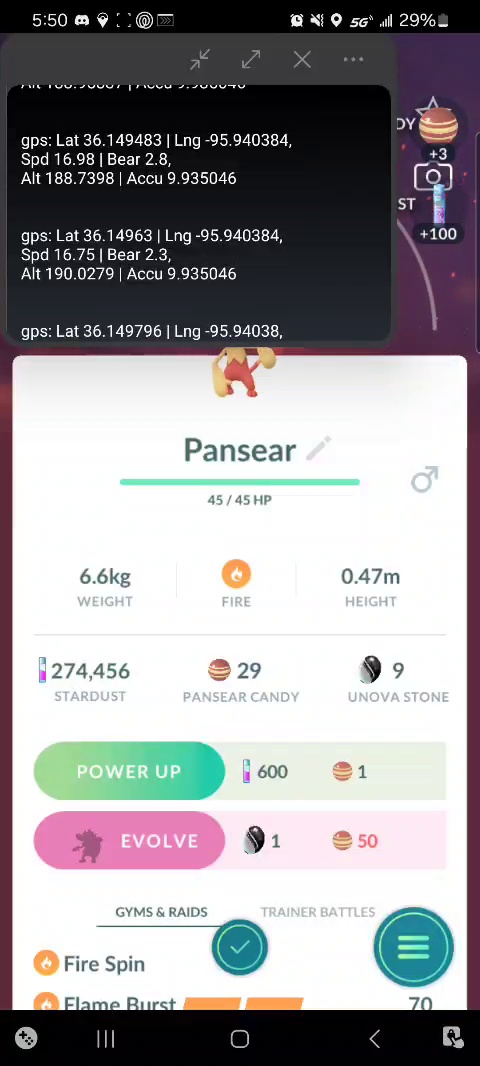 5:50
5G
29%
gps: Lat 36.149483 | Lng -95.940384,
Spd 16.98 | Bear 2.8,
Alt 188.7398 | Accu 9.935046
gps: Lat 36.14963 | Lng -95.940384,
Spd 16.75 | Bear 2.3,
Alt 190.0279 | Accu 9.935046
gps: Lat 36.149796 | Lng -95.94038,
DY
+3
ST
+100
Pansear
45 / 45 HP
6.6kg
WEIGHT
FIRE
0.47m
HEIGHT
274,456
STARDUST
29
PANSEAR CANDY
9
UNOVA STONE
POWER UP
600
1
EVOLVE
1
50
GYMS & RAIDS
TRAINER BATTLES
Fire Spin
Flame Burst
70